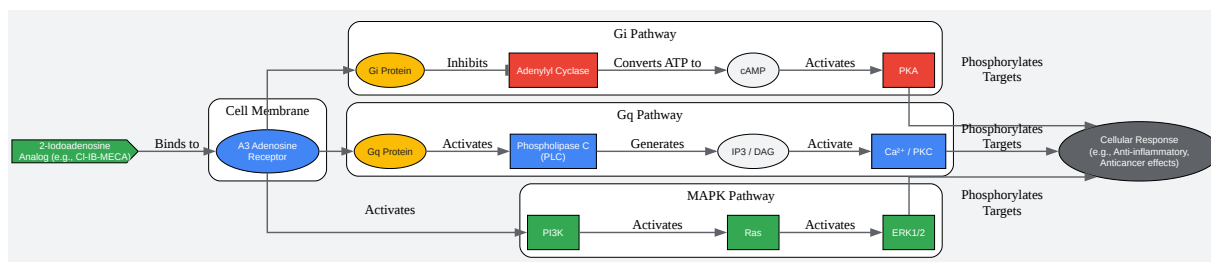 Gi Pathway
Gi Protein
Inhibits
Adenylyl Cyclase
Converts ATP to
cAMP
Activates
PKA
Phosphorylates
Targets
Cell Membrane
2-Iodoadenosine
Analog (e.g., Cl-IB-MECA)
Binds to
A3 Adenosine
Receptor
Gq Pathway
Gq Protein
Activates
Phospholipase C
(PLC)
Generates
IP3 / DAG
Activate
Ca²⁺ / PKC
Phosphorylates
Targets
Cellular Response
(e.g., Anti-inflammatory,
Anticancer effects)
Activates
MAPK Pathway
PI3K
Activates
Ras
Activates
ERK1/2
Phosphorylates
Targets